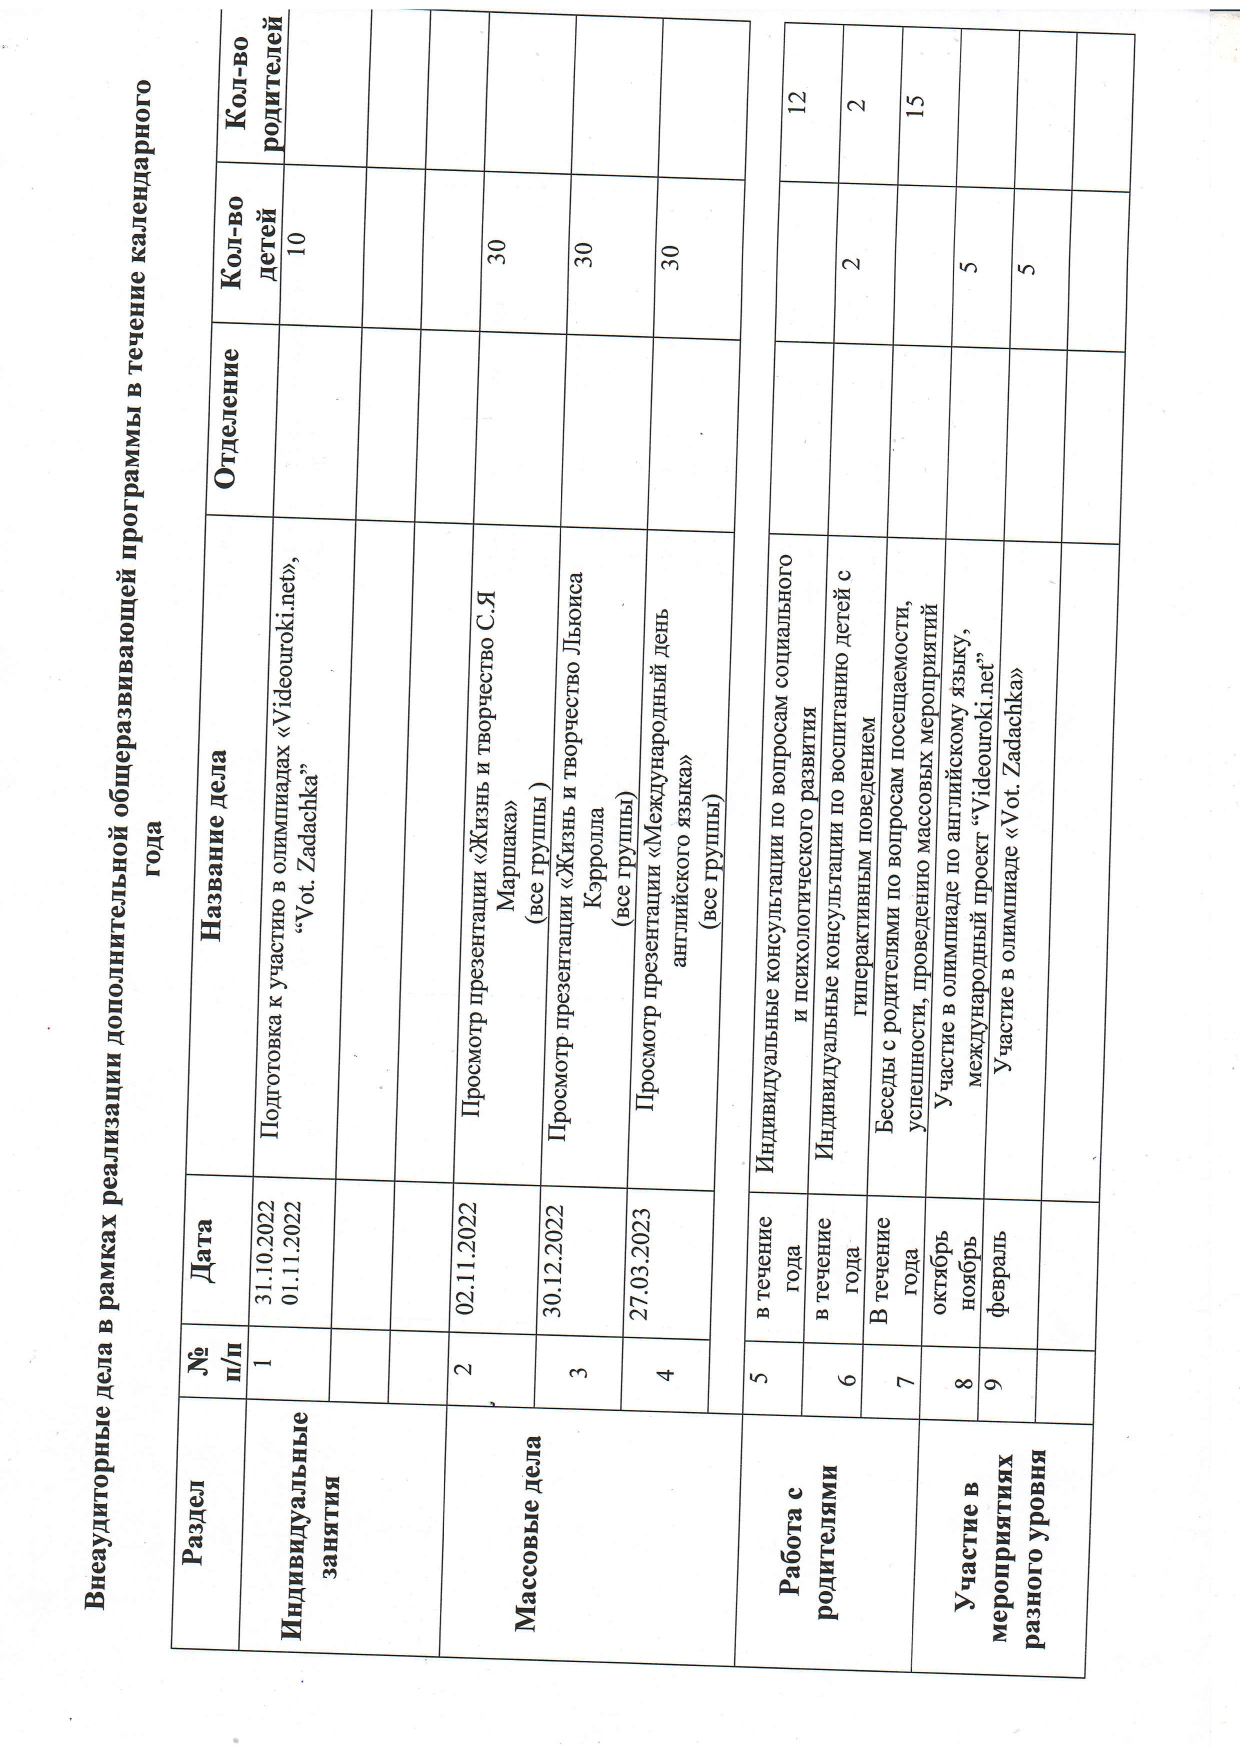 Внеаудиторные дела в рамках реализации дополнительной общеразвивающей программы в течение календарного
года
Раздел
№
п/п
Дата
Название дела
Отделение
Кол-во
детей
Кол-во
родителей
Индивидуальные
занятия
1
31.10.2022
01.11.2022
Подготовка к участию в олимпиадах «Videouroki.net»,
“Vot. Zadachka”
10
Массовые дела
2
02.11.2022
Просмотр презентации «Жизнь и творчество С.Я
Маршака»
(все группы )
30
3
30.12.2022
Просмотр презентации «Жизнь и творчество Льюиса
Кэрролла
(все группы)
30
4
27.03.2023
Просмотр презентации «Международный день
английского языка»
(все группы)
30
Работа с
родителями
5
в течение
года
Индивидуальные консультации по вопросам социального
и психологического развития
12
6
в течение
года
Индивидуальные консультации по воспитанию детей с
гиперактивным поведением
2
2
7
В течение
года
Беседы с родителями по вопросам посещаемости,
успешности, проведению массовых мероприятий
15
Участие в
мероприятиях
разного уровня
8
октябрь
ноябрь
Участие в олимпиаде по английскому языку,
международный проект “Videouroki.net”
5
9
февраль
Участие в олимпиаде «Vot. Zadachka»
5